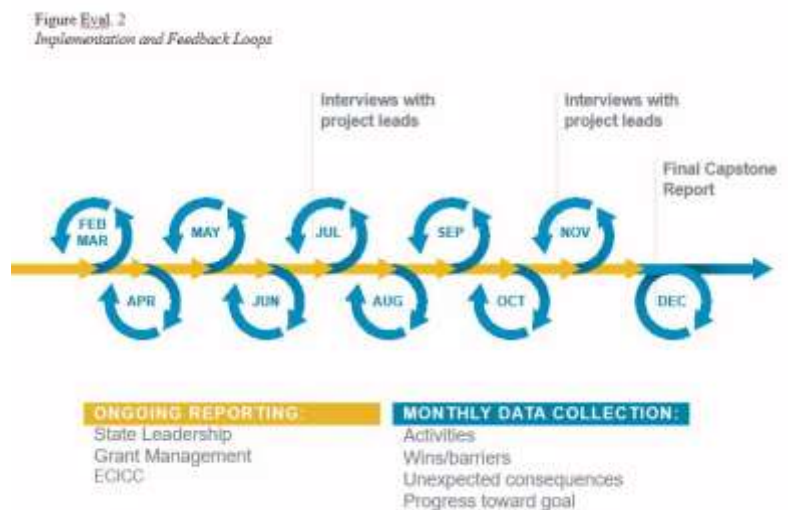 Figure Eval. 2
Implementation and Feedback Loops
Interviews with
project leads
Interviews with
project leads
Final Capstone
Report
FEB
MAR
MAY
JUL
SEP
NOV
APR
JUN
AUG
OCT
DEC
ONGOING REPORTING:
State Leadership
Grant Management
ECICC
MONTHLY DATA COLLECTION:
Activities
Wins/barriers
Unexpected consequences
Progress toward goal